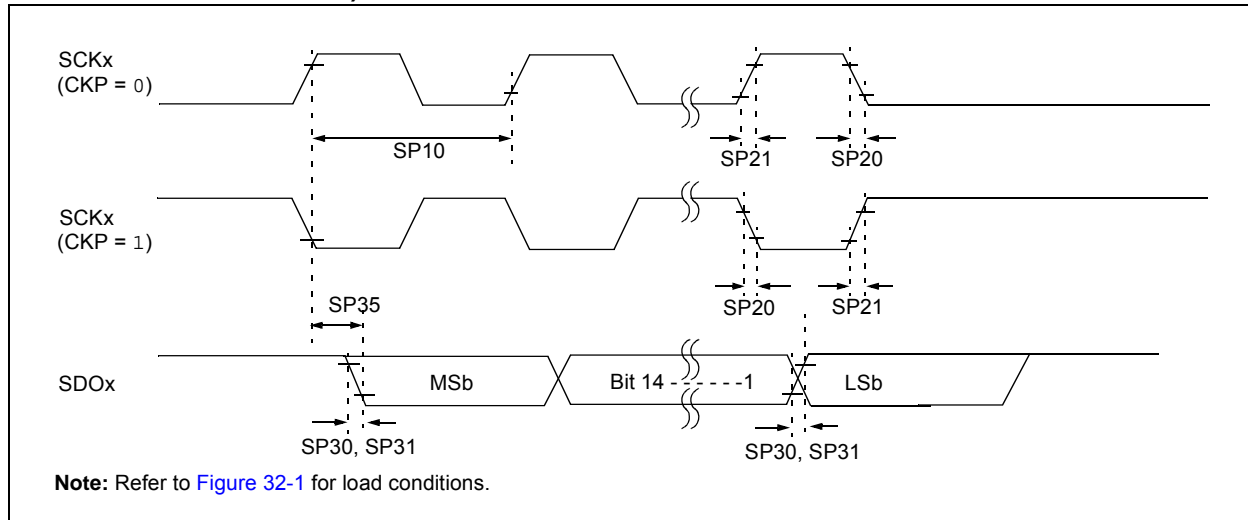 SCKx
(CKP = 0)
SP10
SP21
SP20
SCKx
(CKP = 1)
SP35
SP20
SP21
SDOx
MSb
Bit 14 - - - - - -1
LSb
SP30, SP31
SP30, SP31
Note: Refer to Figure 32-1 for load conditions.